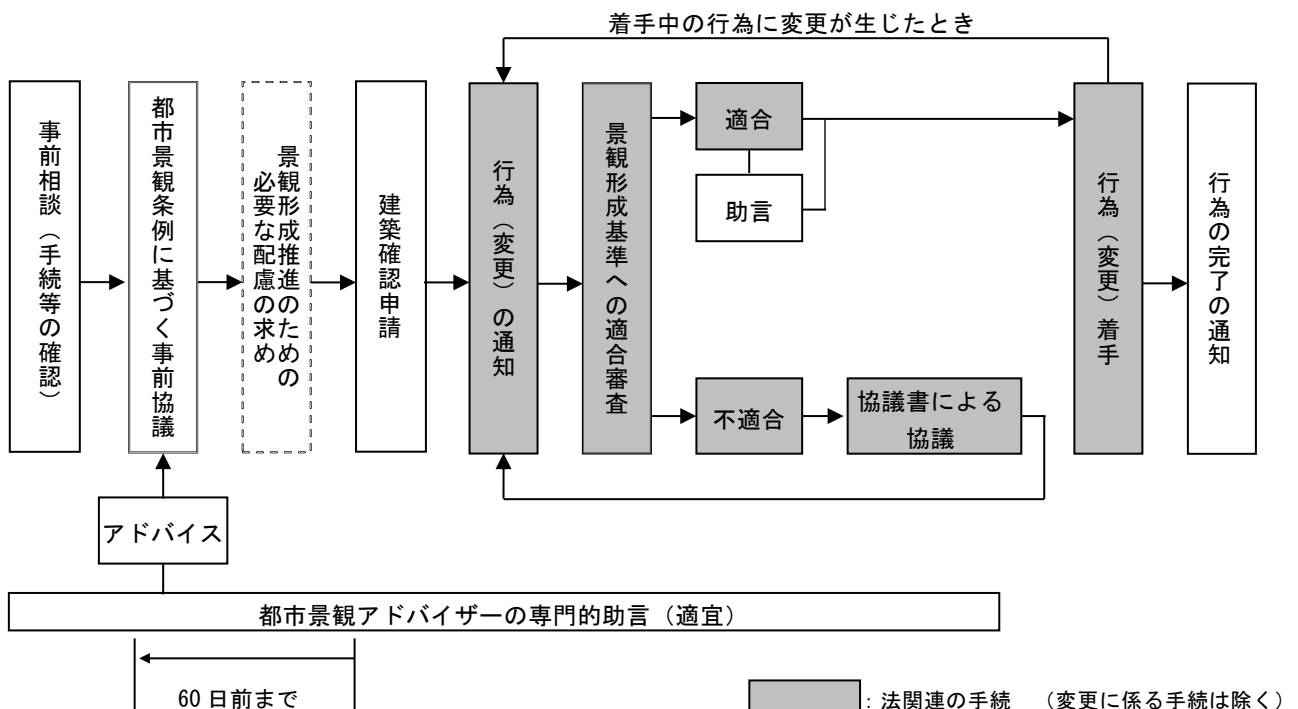 着手中の行為に変更が生じたとき
事前相談（手続等の確認）
都市景観条例に基づく事前協議
景観形成推進のための
必要な配慮の求め
建築確認申請
行為（変更）の通知
景観形成基準への適合審査
適合
助言
不適合
協議書による
協議
行為（変更）着手
行為の完了の通知
アドバイス
都市景観アドバイザーの専門的助言（適宜）
60 日前まで
：法関連の手続　（変更に係る手続は除く）